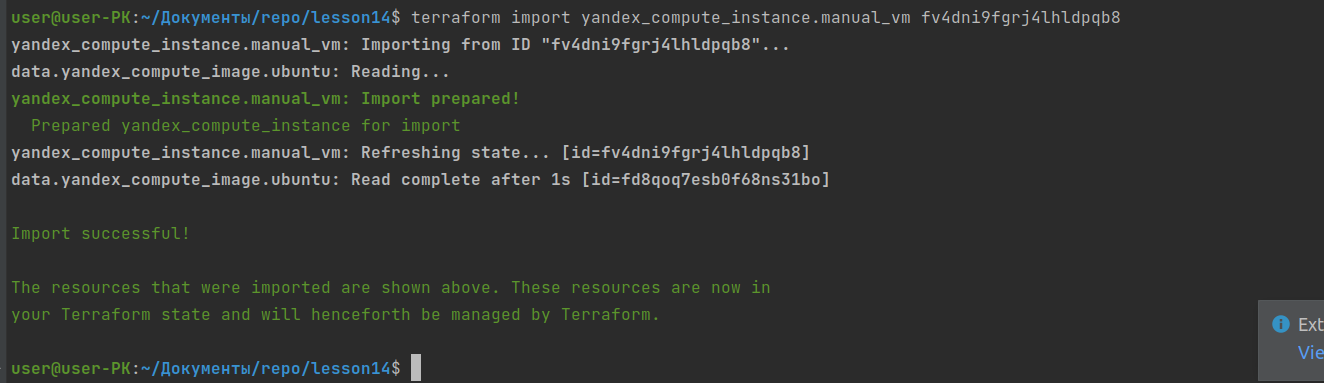 user@user-PK:~/Документы/repo/lesson14$ terraform import yandex_compute_instance.manual_vm fv4dni9fgrj4lhldpqb8
yandex_compute_instance.manual_vm: Importing from ID "fv4dni9fgrj4lhldpqb8"...
data.yandex_compute_image.ubuntu: Reading...
yandex_compute_instance.manual_vm: Import prepared!
  Prepared yandex_compute_instance for import
yandex_compute_instance.manual_vm: Refreshing state... [id=fv4dni9fgrj4lhldpqb8]
data.yandex_compute_image.ubuntu: Read complete after 1s [id=fd8qoq7esb0f68ns31bo]
Import successful!
The resources that were imported are shown above. These resources are now in
your Terraform state and will henceforth be managed by Terraform.
Ext
Vie
user@user-PK:~/Документы/repo/lesson14$